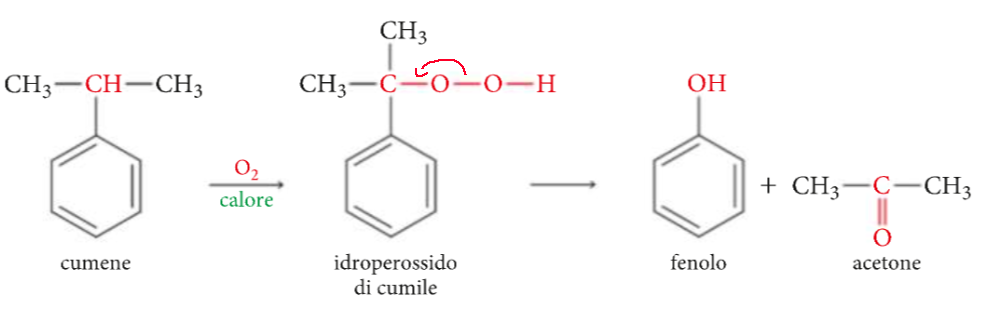 CH₃
CH₃—CH—CH₃
CH₃—C—O—O—H
OH
O₂
calore
+ CH₃—C—CH₃
O
cumene
idroperossido
di cumile
fenolo
acetone